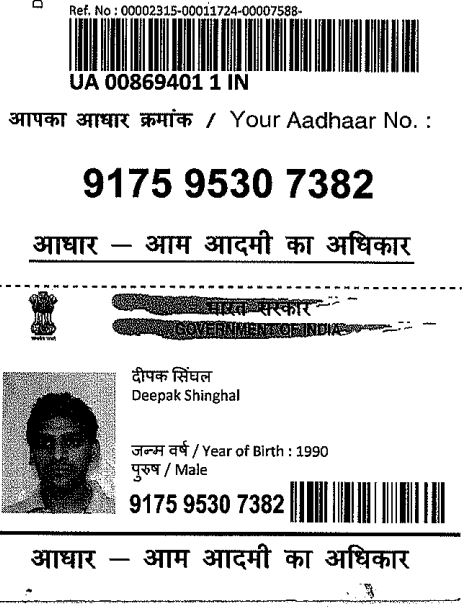 Ref. No : 00002315-00011724-00007588-
UA 00869401 1 IN
आपका आधार क्रमांक / Your Aadhaar No. :
9175 9530 7382
आधार – आम आदमी का अधिकार
भारत सरकार
GOVERNMENT OF INDIA
दीपक सिंघल
Deepak Shinghal
जन्म वर्ष / Year of Birth : 1990
पुरुष / Male
9175 9530 7382
आधार – आम आदमी का अधिकार